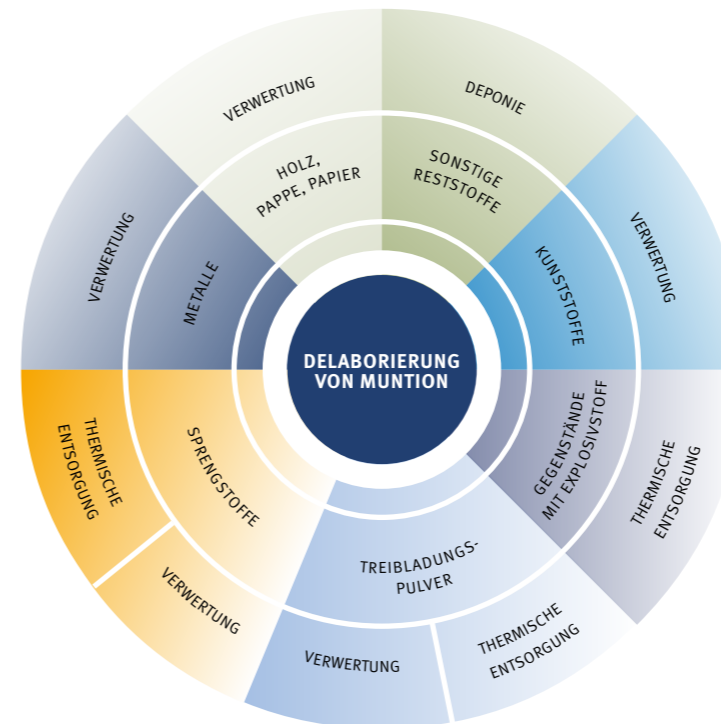 DELABORIERUNG
VON MUNTION
VERWERTUNG
HOLZ,
PAPPE, PAPIER
DEPONIE
SONSTIGE
RESTSTOFFE
VERWERTUNG
KUNSTSTOFFE
THERMISCHE
ENTSORGUNG
GEGENSTÄNDE
MIT EXPLOSIVSTOFF
TREIBLADUNGS-
PULVER
THERMISCHE
ENTSORGUNG
VERWERTUNG
SPRENGSTOFFE
VERWERTUNG
THERMISCHE
ENTSORGUNG
METALLE
VERWERTUNG